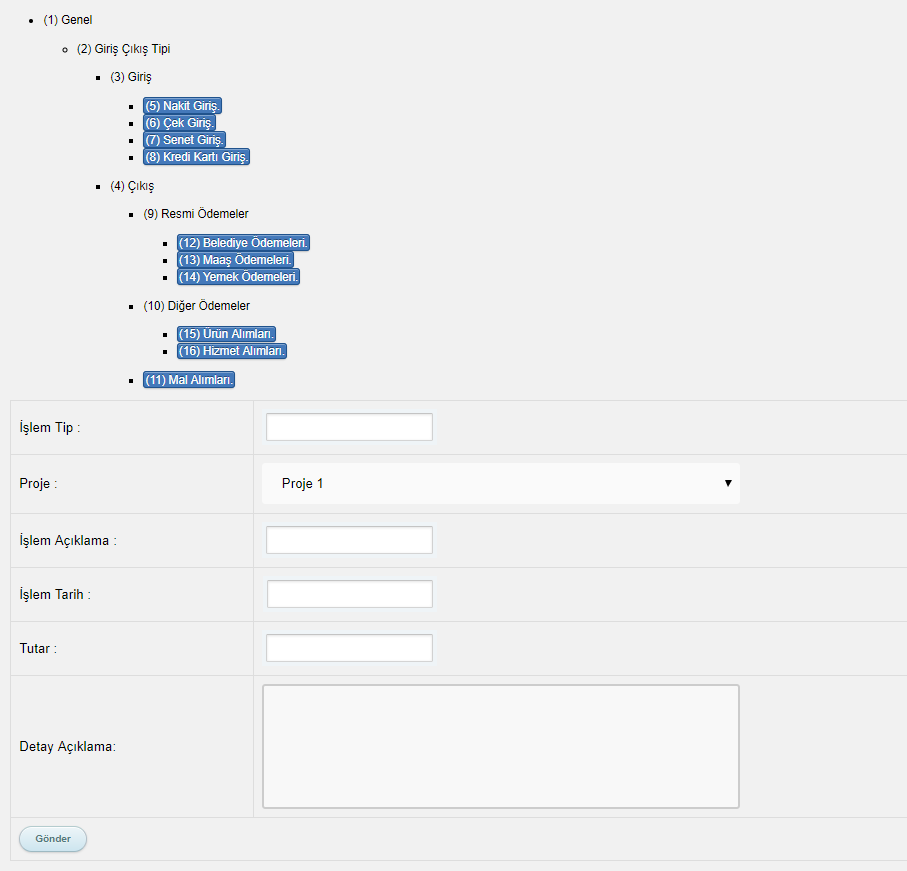 (1) Genel
(2) Giriş Çıkış Tipi
(3) Giriş
(5) Nakit Giriş.
(6) Çek Giriş.
(7) Senet Giriş.
(8) Kredi Kartı Giriş.
(4) Çıkış
(9) Resmi Ödemeler
(12) Belediye Ödemeleri.
(13) Maaş Ödemeleri.
(14) Yemek Ödemeleri.
(10) Diğer Ödemeler
(15) Ürün Alımları.
(16) Hizmet Alımları.
(11) Mal Alımları.
İşlem Tip :
Proje : Proje 1
İşlem Açıklama :
İşlem Tarih :
Tutar :
Detay Açıklama:
Gönder